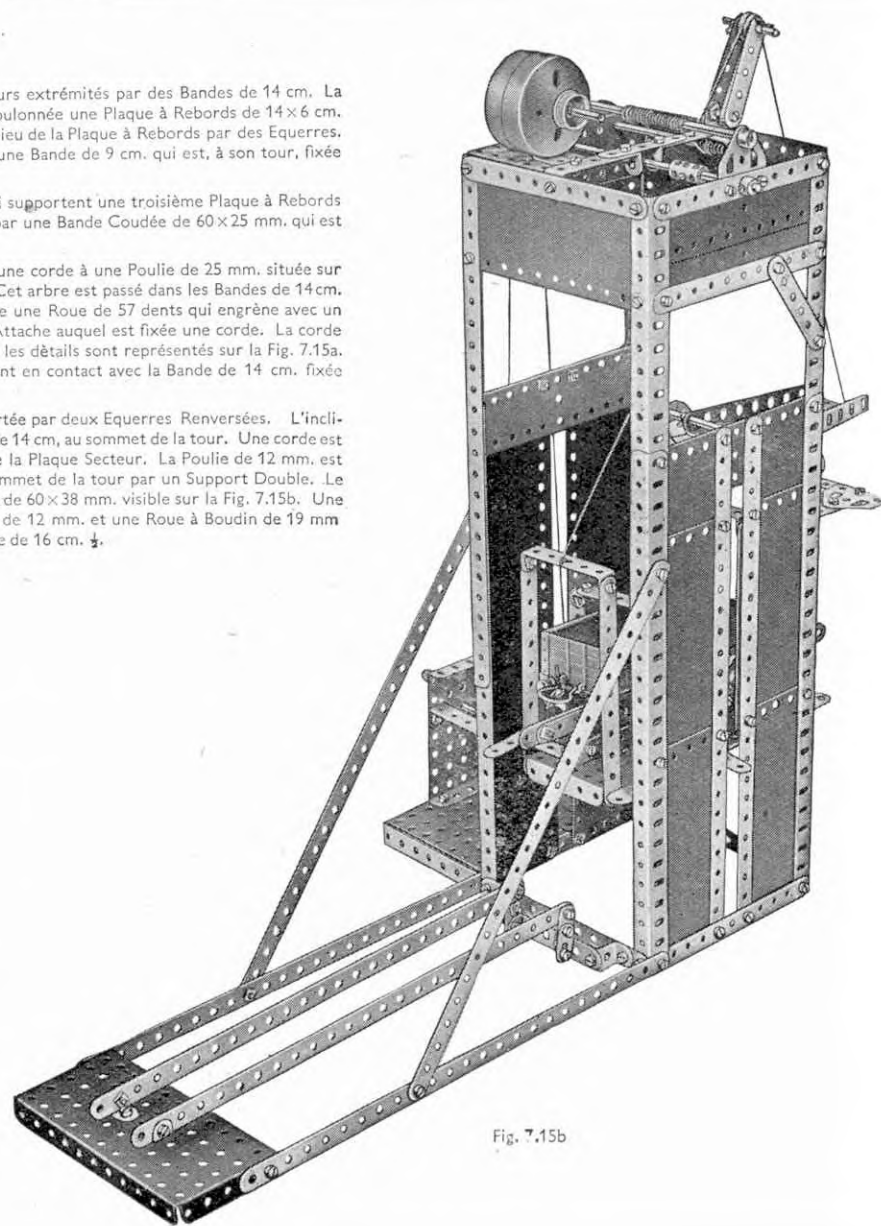 urs extrémités par des Bandes de 14 cm. La
oulonnée une Plaque à Rebords de 14×6 cm.
ieu de la Plaque à Rebords par des Equerres.
une Bande de 9 cm. qui est, à son tour, fixée
i supportent une troisième Plaque à Rebords
par une Bande Coudée de 60×25 mm. qui est
une corde à une Poulie de 25 mm. située sur
Cet arbre est passé dans les Bandes de 14cm.
e une Roue de 57 dents qui engrène avec un
Attache auquel est fixée une corde. La corde
les dètails sont représentés sur la Fig. 7.15a.
nt en contact avec la Bande de 14 cm. fixée
rtée par deux Equerres Renversées. L'incli-
e 14 cm, au sommet de la tour. Une corde est
e la Plaque Secteur. La Poulie de 12 mm. est
mmet de la tour par un Support Double. Le
de 60×38 mm. visible sur la Fig. 7.15b. Une
de 12 mm. et une Roue à Boudin de 19 mm
e de 16 cm. ½.
Fig. 7.15b